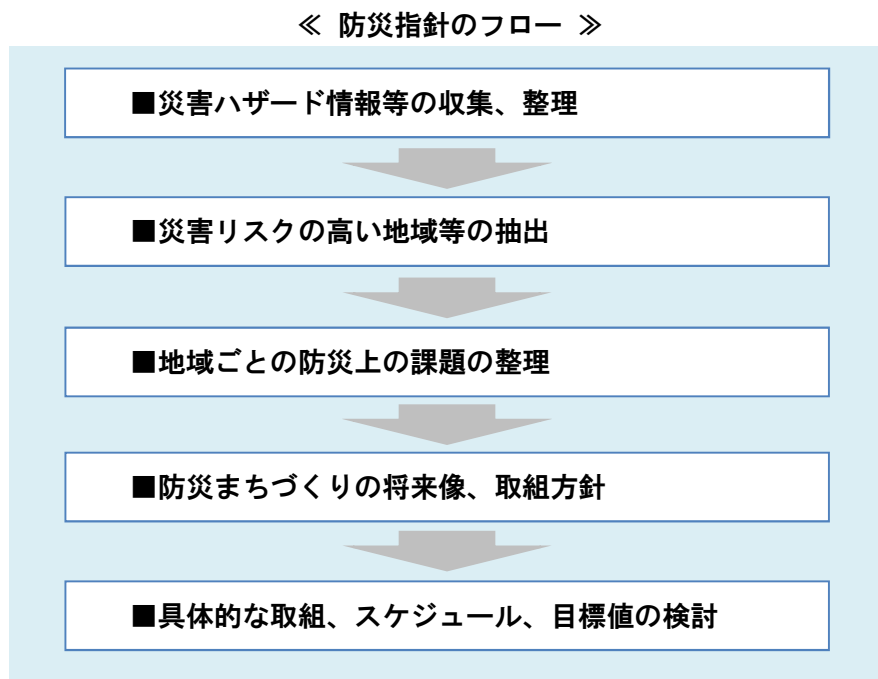 ≪ 防災指針のフロー ≫
■災害ハザード情報等の収集、整理
■災害リスクの高い地域等の抽出
■地域ごとの防災上の課題の整理
■防災まちづくりの将来像、取組方針
■具体的な取組、スケジュール、目標値の検討